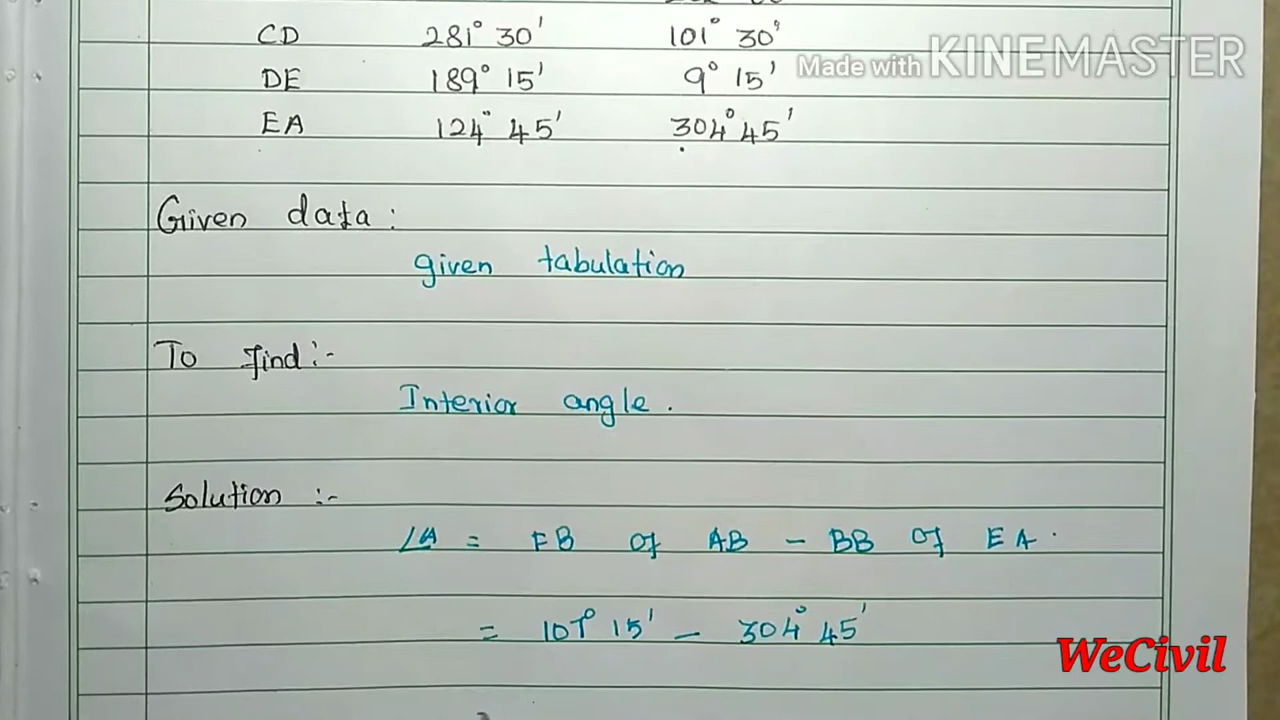 CD 281° 30' 101° 30'
Made with KINEMASTER
DE 189° 15' 9° 15'
EA 124° 45' 304° 45'
Given data:
given tabulation
To find:-
Interior angle.
Solution :-
∠A = FB of AB - BB of EA.
= 107° 15' - 304° 45'
WeCivil